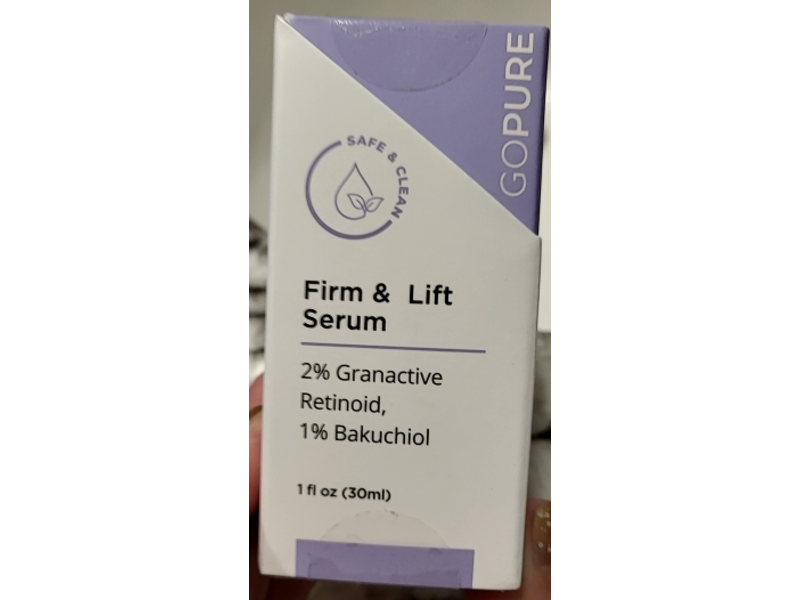 GOPURE
SAFE & CLEAN
Firm & Lift
Serum
2% Granactive
Retinoid,
1% Bakuchiol
1 fl oz (30ml)